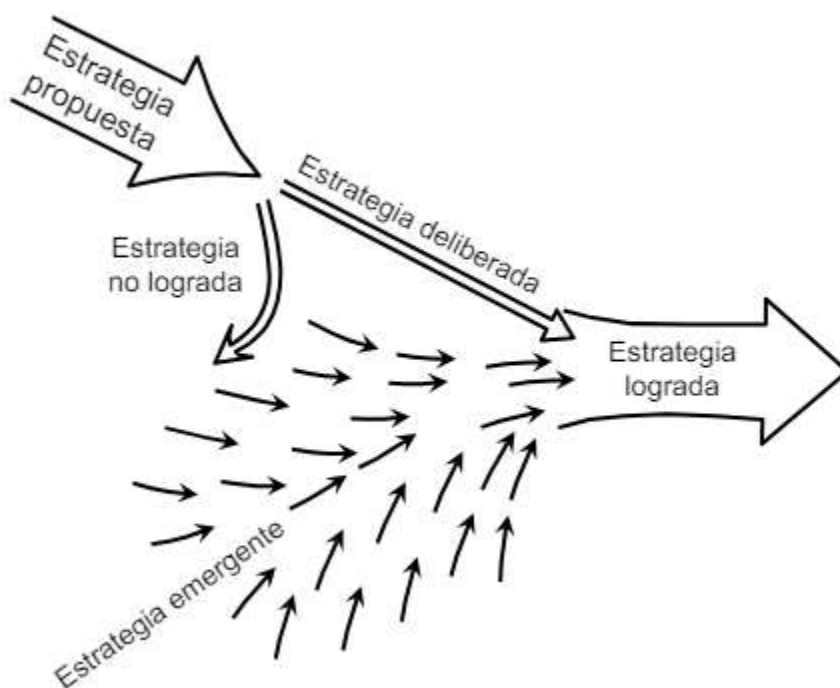 Estrategia
propuesta
Estrategia deliberada
Estrategia
no lograda
Estrategia
lograda
Estrategia emergente